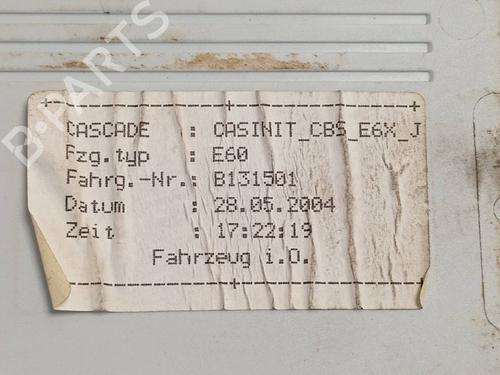 B-PARTS
CASCADE : CASINIT_CBS_E6X_J
Fzg.typ : E60
Fahrg.-Nr.: B131501
Datum : 28.05.2004
Zeit : 17:22:19
Fahrzeug i.O.